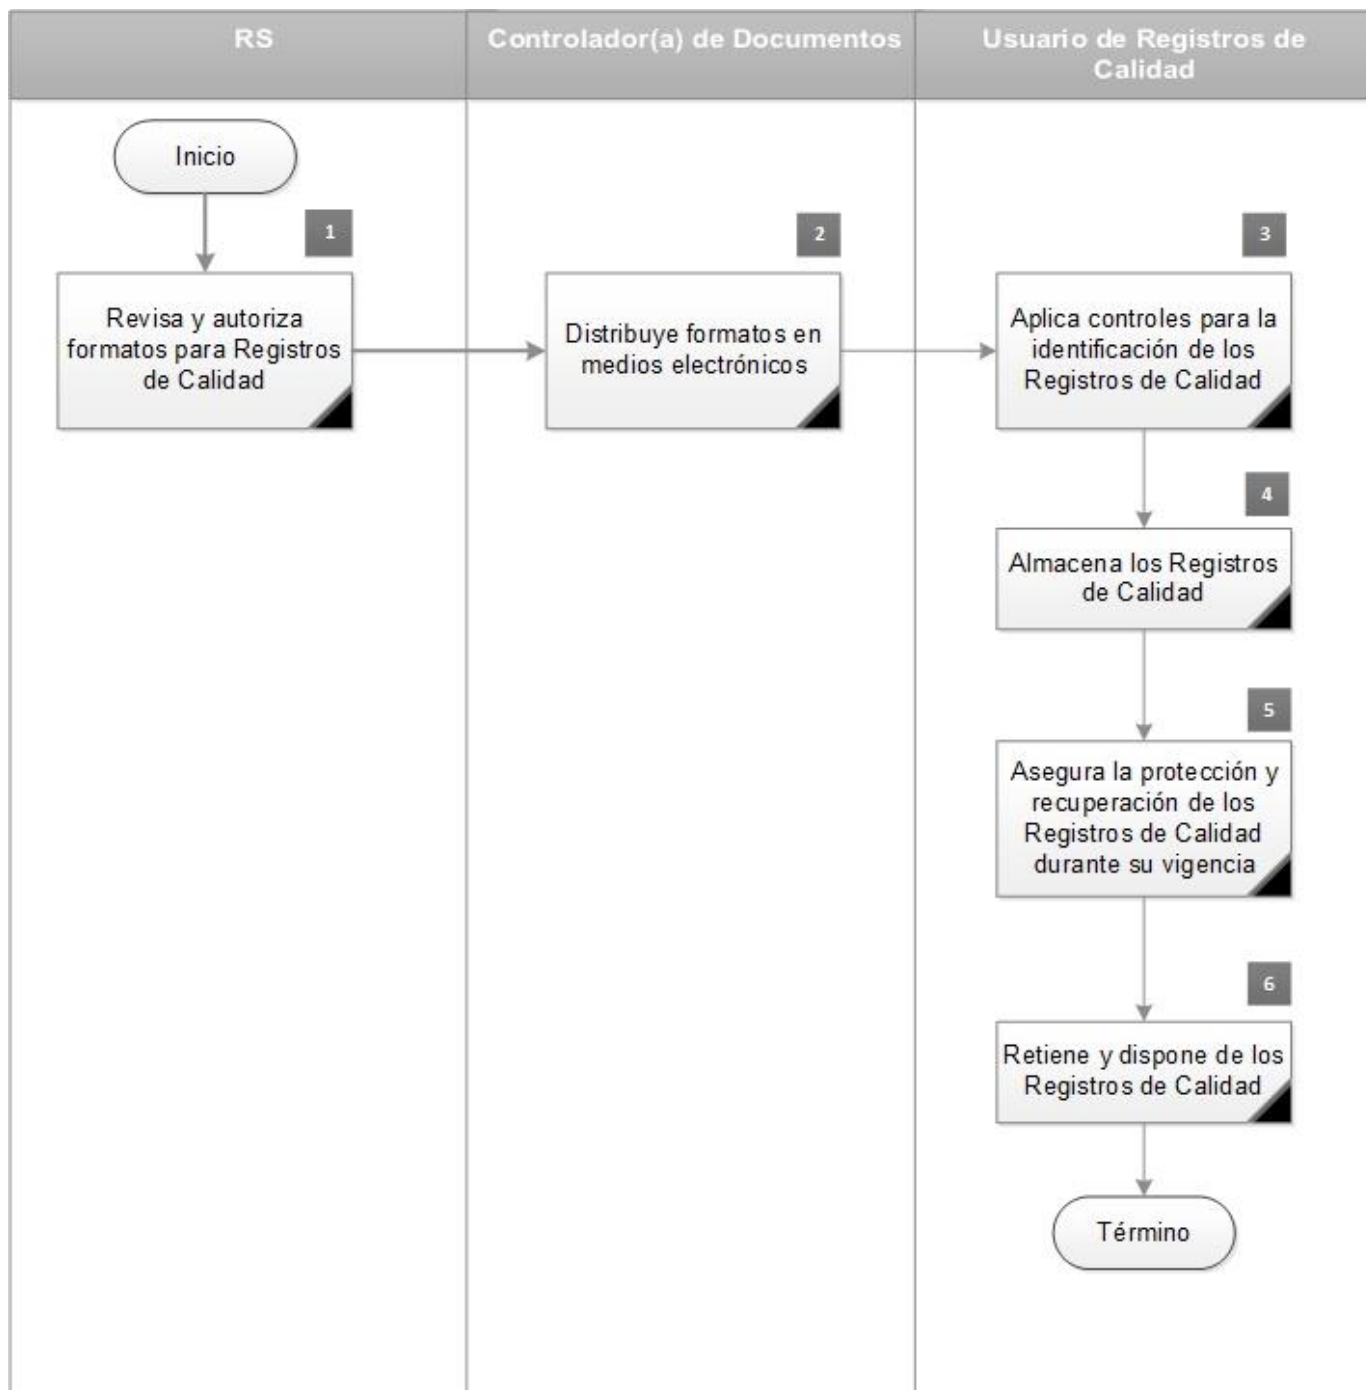 RS
Controlador(a) de Documentos
Usuario de Registros de
Calidad
Inicio
1
Revisa y autoriza
formatos para Registros
de Calidad
2
Distribuye formatos en
medios electrónicos
3
Aplica controles para la
identificación de los
Registros de Calidad
4
Almacena los Registros
de Calidad
5
Asegura la protección y
recuperación de los
Registros de Calidad
durante su vigencia
6
Retiene y dispone de los
Registros de Calidad
Término